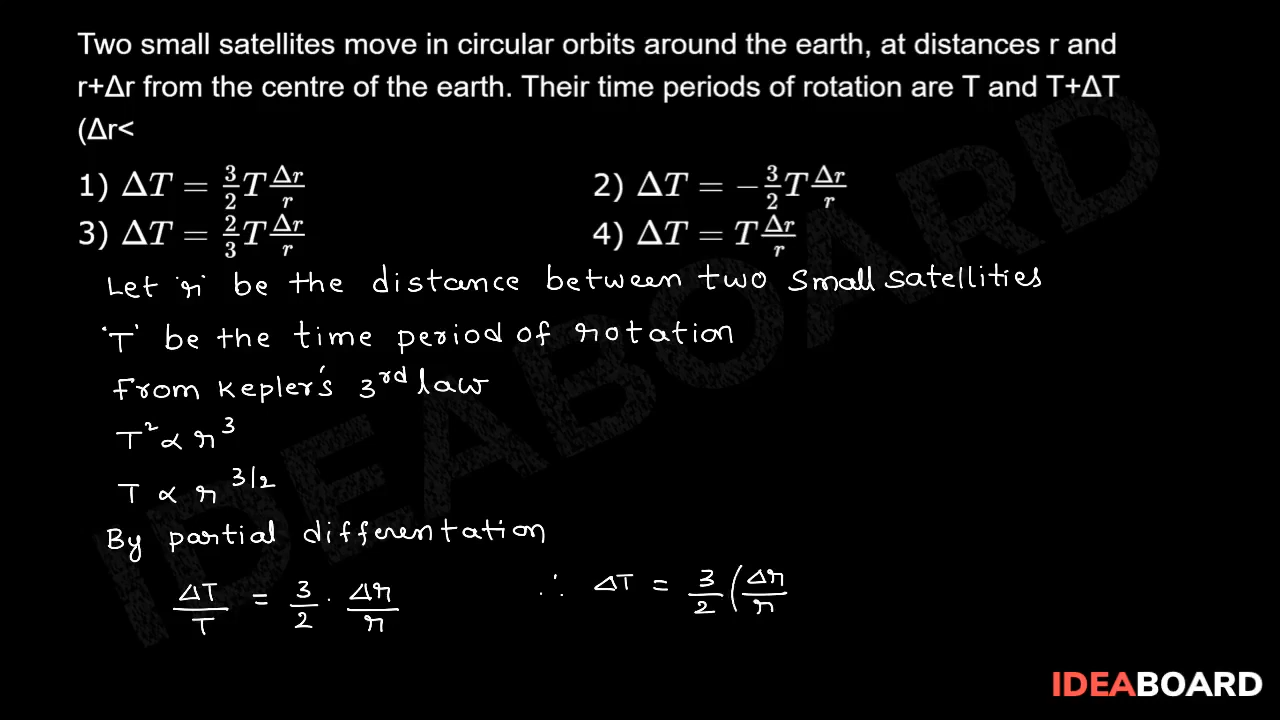 Two small satellites move in circular orbits around the earth, at distances r and
r+Δr from the centre of the earth. Their time periods of rotation are T and T+ΔT
(Δr<
1) ΔT = 3/2 T Δr/r 2) ΔT = −3/2 T Δr/r
3) ΔT = 2/3 T Δr/r 4) ΔT = T Δr/r
Let 'r' be the distance between two small satellities
'T' be the time period of rotation
from kepler's 3rd law
T² ∝ r³
T ∝ r^3/2
By partial differentation
ΔT/T = 3/2 · Δr/r ∴ ΔT = 3/2 (Δr/r
IDEABOARD
IDEABOARD